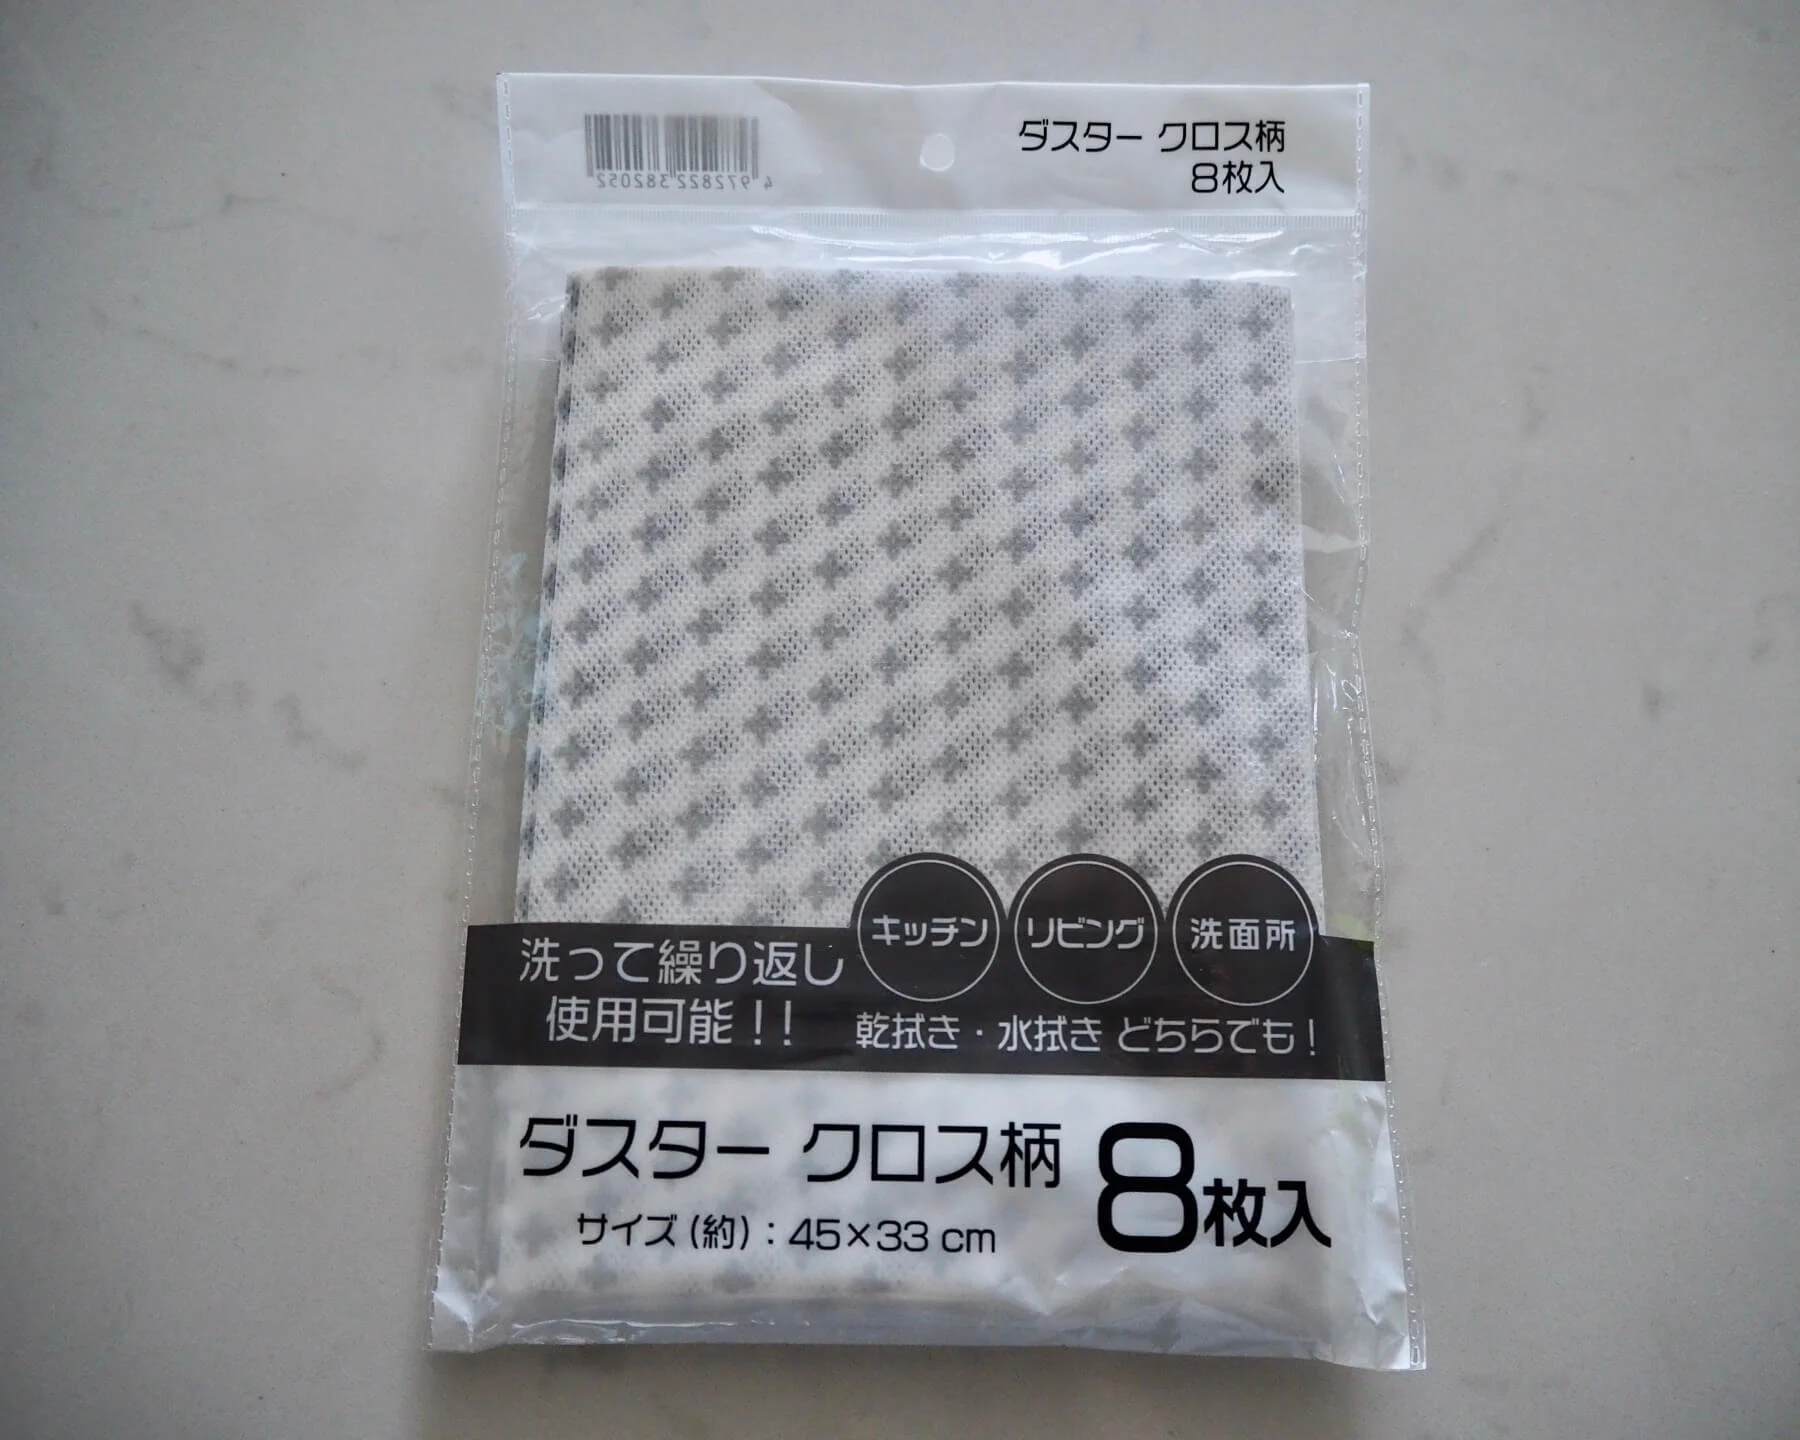 4 972822 382052
ダスター クロス柄
8枚入
キッチン
リビング
洗面所
洗って繰り返し
使用可能!!
乾拭き・水拭き どちらでも!
ダスター クロス柄
8枚入
サイズ(約):45×33cm